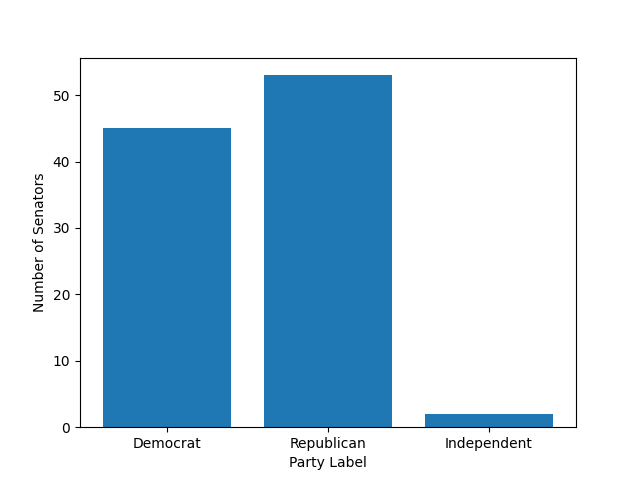 Number of Senators
50
40
30
20
10
0
Democrat
Republican
Independent
Party Label